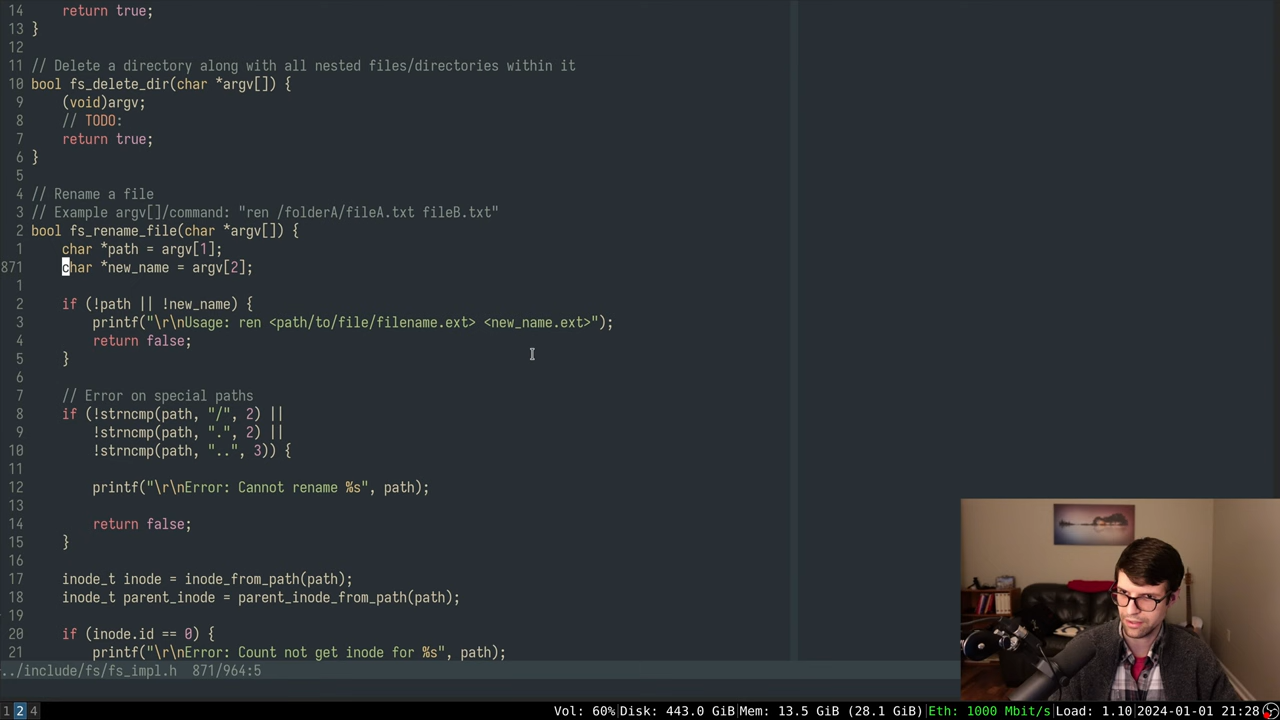 14     return true;
13 }
12
11 // Delete a directory along with all nested files/directories within it
10 bool fs_delete_dir(char *argv[]) {
9     (void)argv;
8     // TODO:
7     return true;
6 }
5
4 // Rename a file
3 // Example argv[]/command: "ren /folderA/fileA.txt fileB.txt"
2 bool fs_rename_file(char *argv[]) {
1     char *path = argv[1];
871     char *new_name = argv[2];
1
2     if (!path || !new_name) {
3         printf("\r\nUsage: ren <path/to/file/filename.ext> <new_name.ext>");
4         return false;
5     }
6
7     // Error on special paths
8     if (!strncmp(path, "/", 2) ||
9         !strncmp(path, ".", 2) ||
10         !strncmp(path, "..", 3)) {
11
12         printf("\r\nError: Cannot rename %s", path);
13
14         return false;
15     }
16
17     inode_t inode = inode_from_path(path);
18     inode_t parent_inode = parent_inode_from_path(path);
19
20     if (inode.id == 0) {
21         printf("\r\nError: Count not get inode for %s", path);
../include/fs/fs_impl.h  871/964:5
1 2 4 Vol: 60%|Disk: 443.0 GiB|Mem: 13.5 GiB (28.1 GiB)|Eth: 1000 Mbit/s|Load: 1.10 2024-01-01 21:28